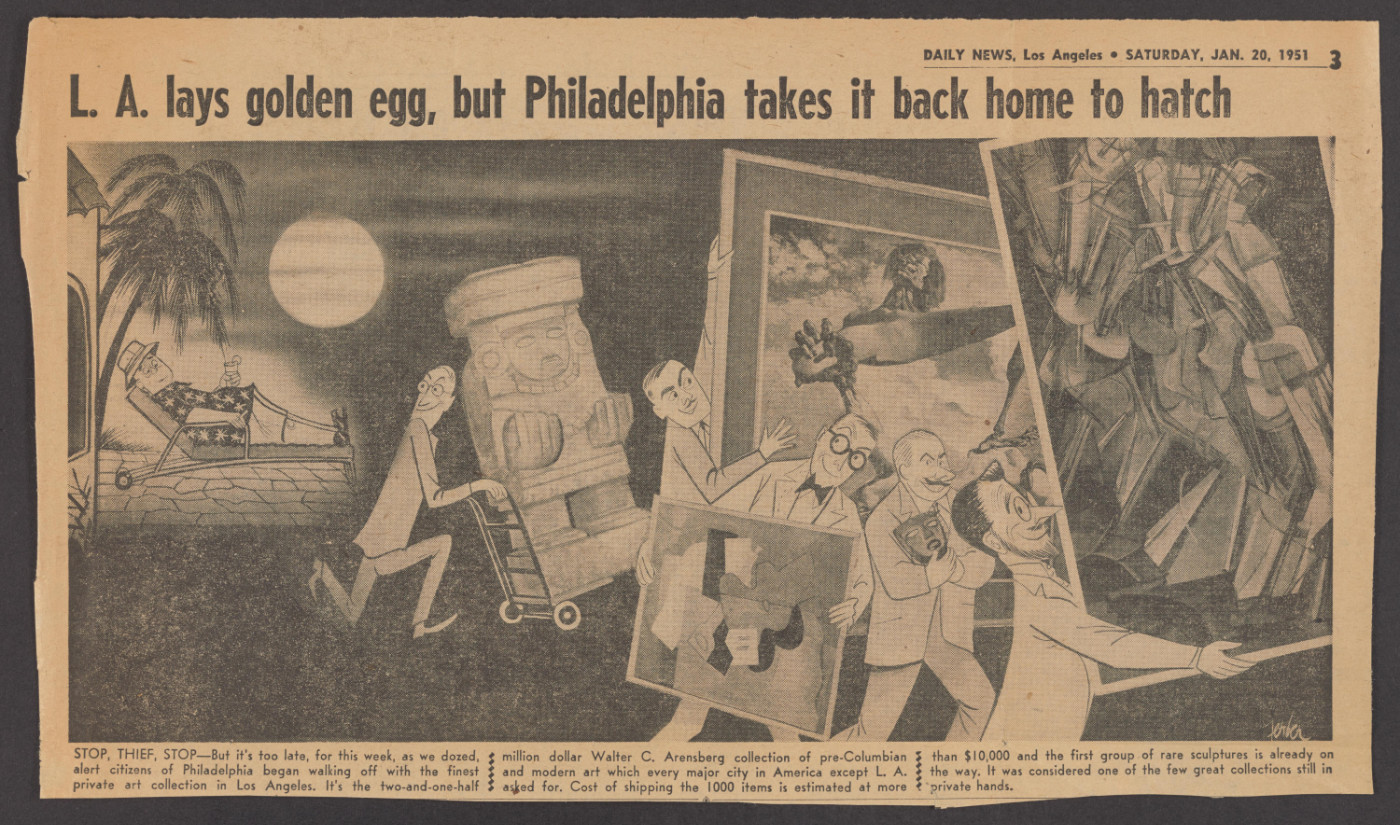 DAILY NEWS, Los Angeles • SATURDAY, JAN. 20, 1951 3
L. A. lays golden egg, but Philadelphia takes it back home to hatch
STOP, THIEF, STOP—But it's too late, for this week, as we dozed,
alert citizens of Philadelphia began walking off with the finest
private art collection in Los Angeles. It's the two-and-one-half
million dollar Walter C. Arensberg collection of pre-Columbian
and modern art which every major city in America except L. A.
asked for. Cost of shipping the 1000 items is estimated at more
than $10,000 and the first group of rare sculptures is already on
the way. It was considered one of the few great collections still in
private hands.